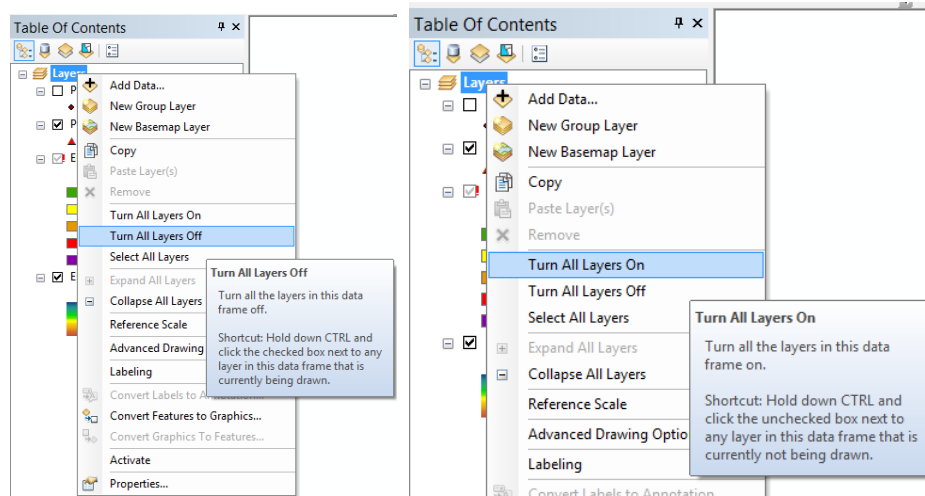 Table Of Contents
Layers
P
P
E
E
Add Data...
New Group Layer
New Basemap Layer
Copy
Paste Layer(s)
Remove
Turn All Layers On
Turn All Layers Off
Select All Layers
Expand All Layers
Collapse All Layers
Reference Scale
Advanced Drawing
Labeling
Convert Labels to Annotation...
Convert Features to Graphics...
Convert Graphics To Features...
Activate
Properties...
Turn All Layers Off
Turn all the layers in this data
frame off.
Shortcut: Hold down CTRL and
click the checked box next to any
layer in this data frame that is
currently being drawn.
Table Of Contents
Layers
Add Data...
New Group Layer
New Basemap Layer
Copy
Paste Layer(s)
Remove
Turn All Layers On
Turn All Layers Off
Select All Layers
Expand All Layers
Collapse All Layers
Reference Scale
Advanced Drawing Optio
Labeling
Convert Labels to Annotation
Turn All Layers On
Turn all the layers in this data
frame on.
Shortcut: Hold down CTRL and
click the unchecked box next to
any layer in this data frame that is
currently not being drawn.